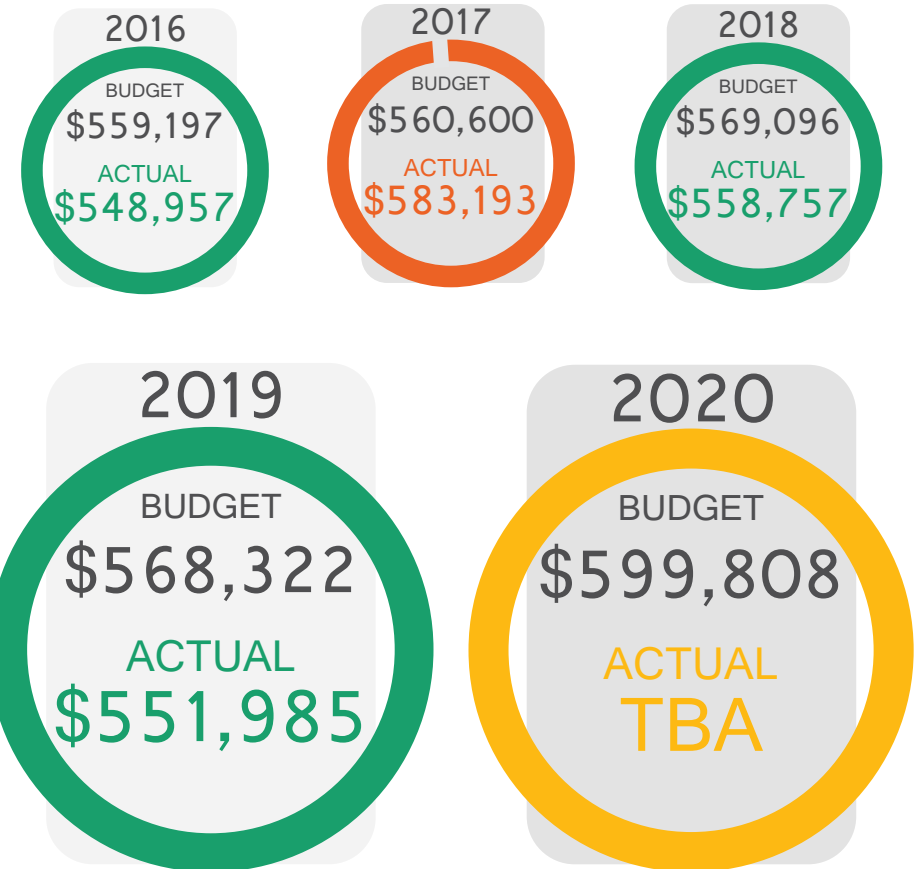 2016
BUDGET
$559,197
ACTUAL
$548,957
2017
BUDGET
$560,600
ACTUAL
$583,193
2018
BUDGET
$569,096
ACTUAL
$558,757
2019
BUDGET
$568,322
ACTUAL
$551,985
2020
BUDGET
$599,808
ACTUAL
TBA